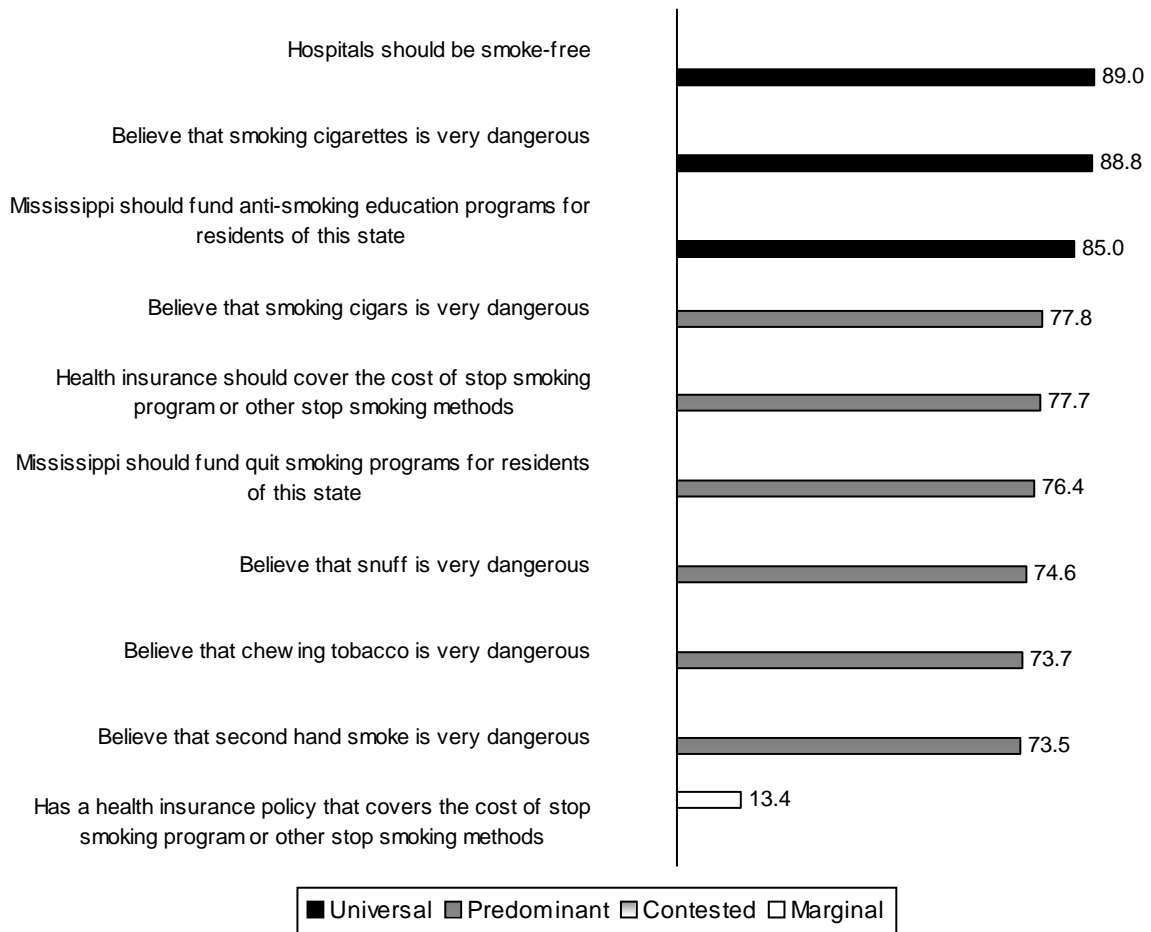 Hospitals should be smoke-free
89.0
Believe that smoking cigarettes is very dangerous
88.8
Mississippi should fund anti-smoking education programs for
residents of this state
85.0
Believe that smoking cigars is very dangerous
77.8
Health insurance should cover the cost of stop smoking
program or other stop smoking methods
77.7
Mississippi should fund quit smoking programs for residents
of this state
76.4
Believe that snuff is very dangerous
74.6
Believe that chewing tobacco is very dangerous
73.7
Believe that second hand smoke is very dangerous
73.5
Has a health insurance policy that covers the cost of stop
smoking program or other stop smoking methods
13.4
Universal Predominant Contested Marginal